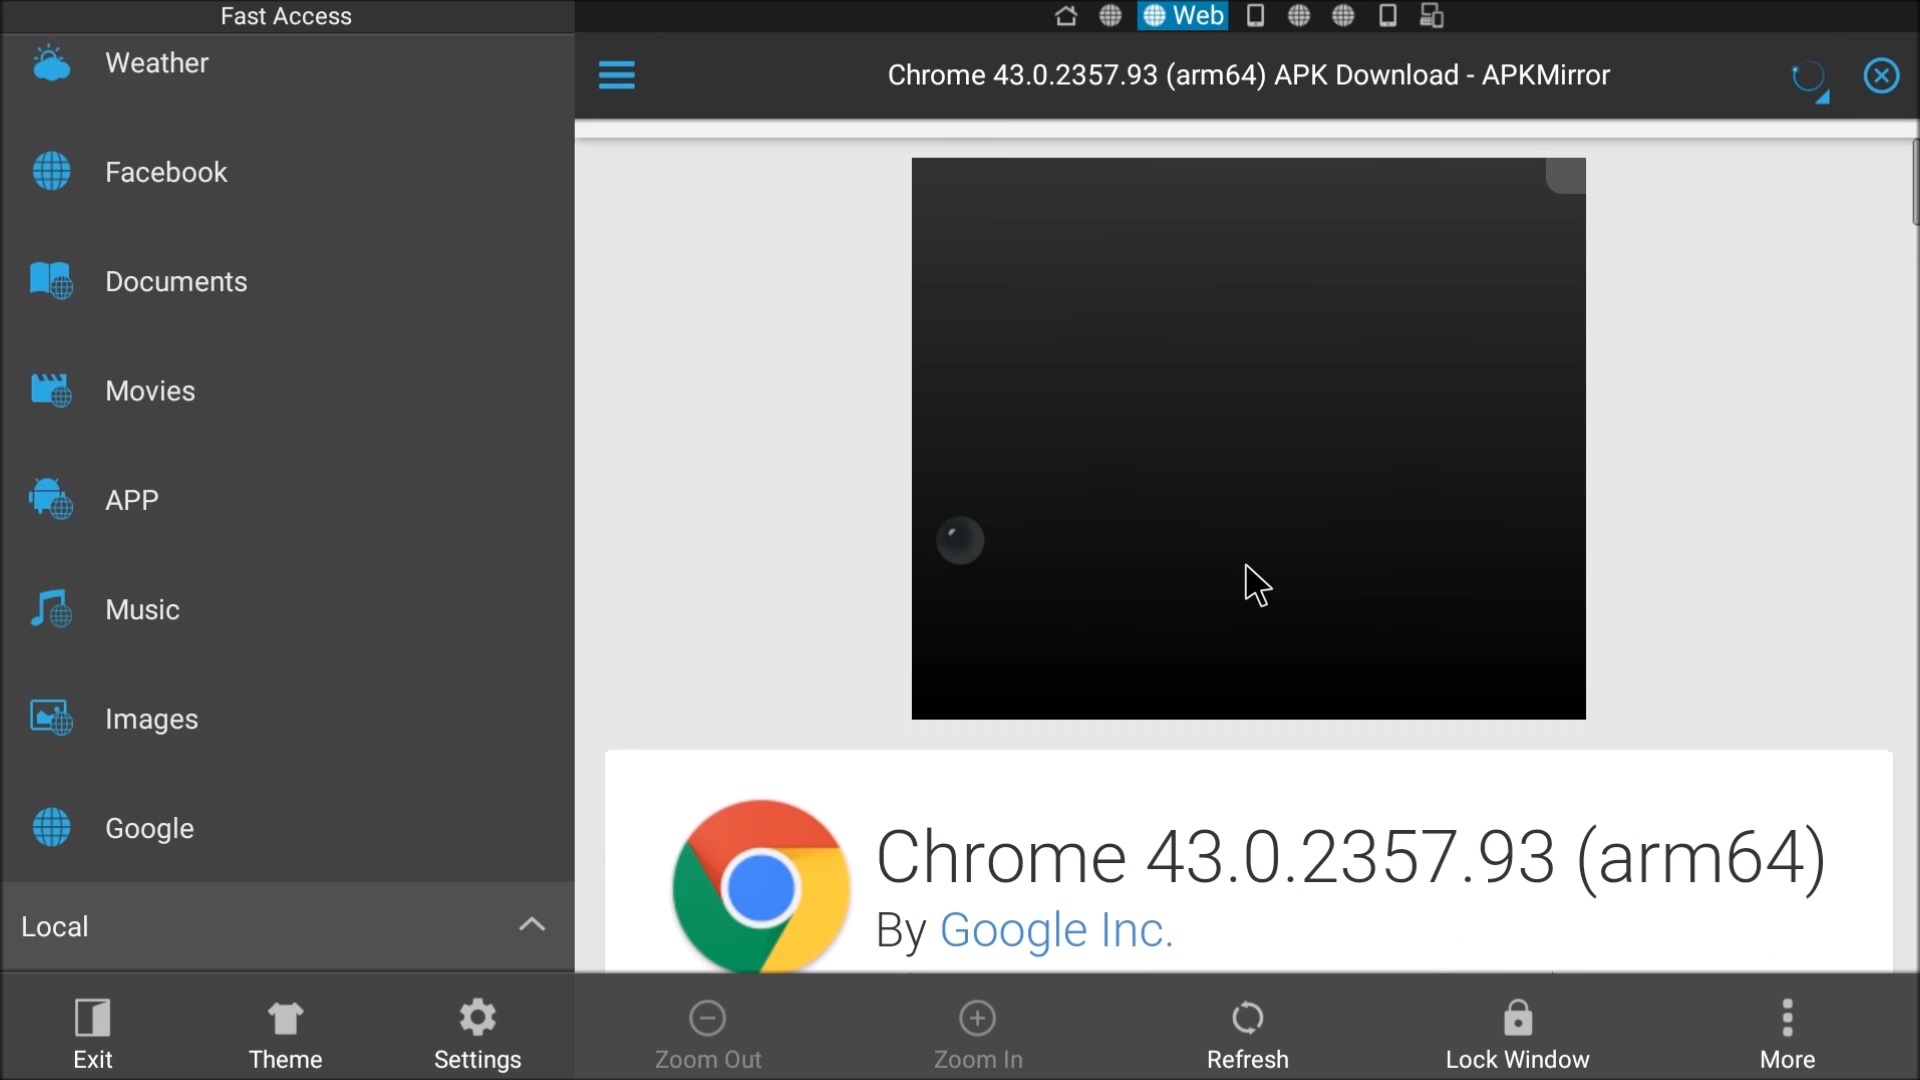 Fast Access
Weather
Facebook
Documents
Movies
APP
Music
Images
Google
Local
Exit
Theme
Settings
Web
Chrome 43.0.2357.93 (arm64) APK Download - APKMirror
Chrome 43.0.2357.93 (arm64)
By Google Inc.
Zoom Out
Zoom In
Refresh
Lock Window
More